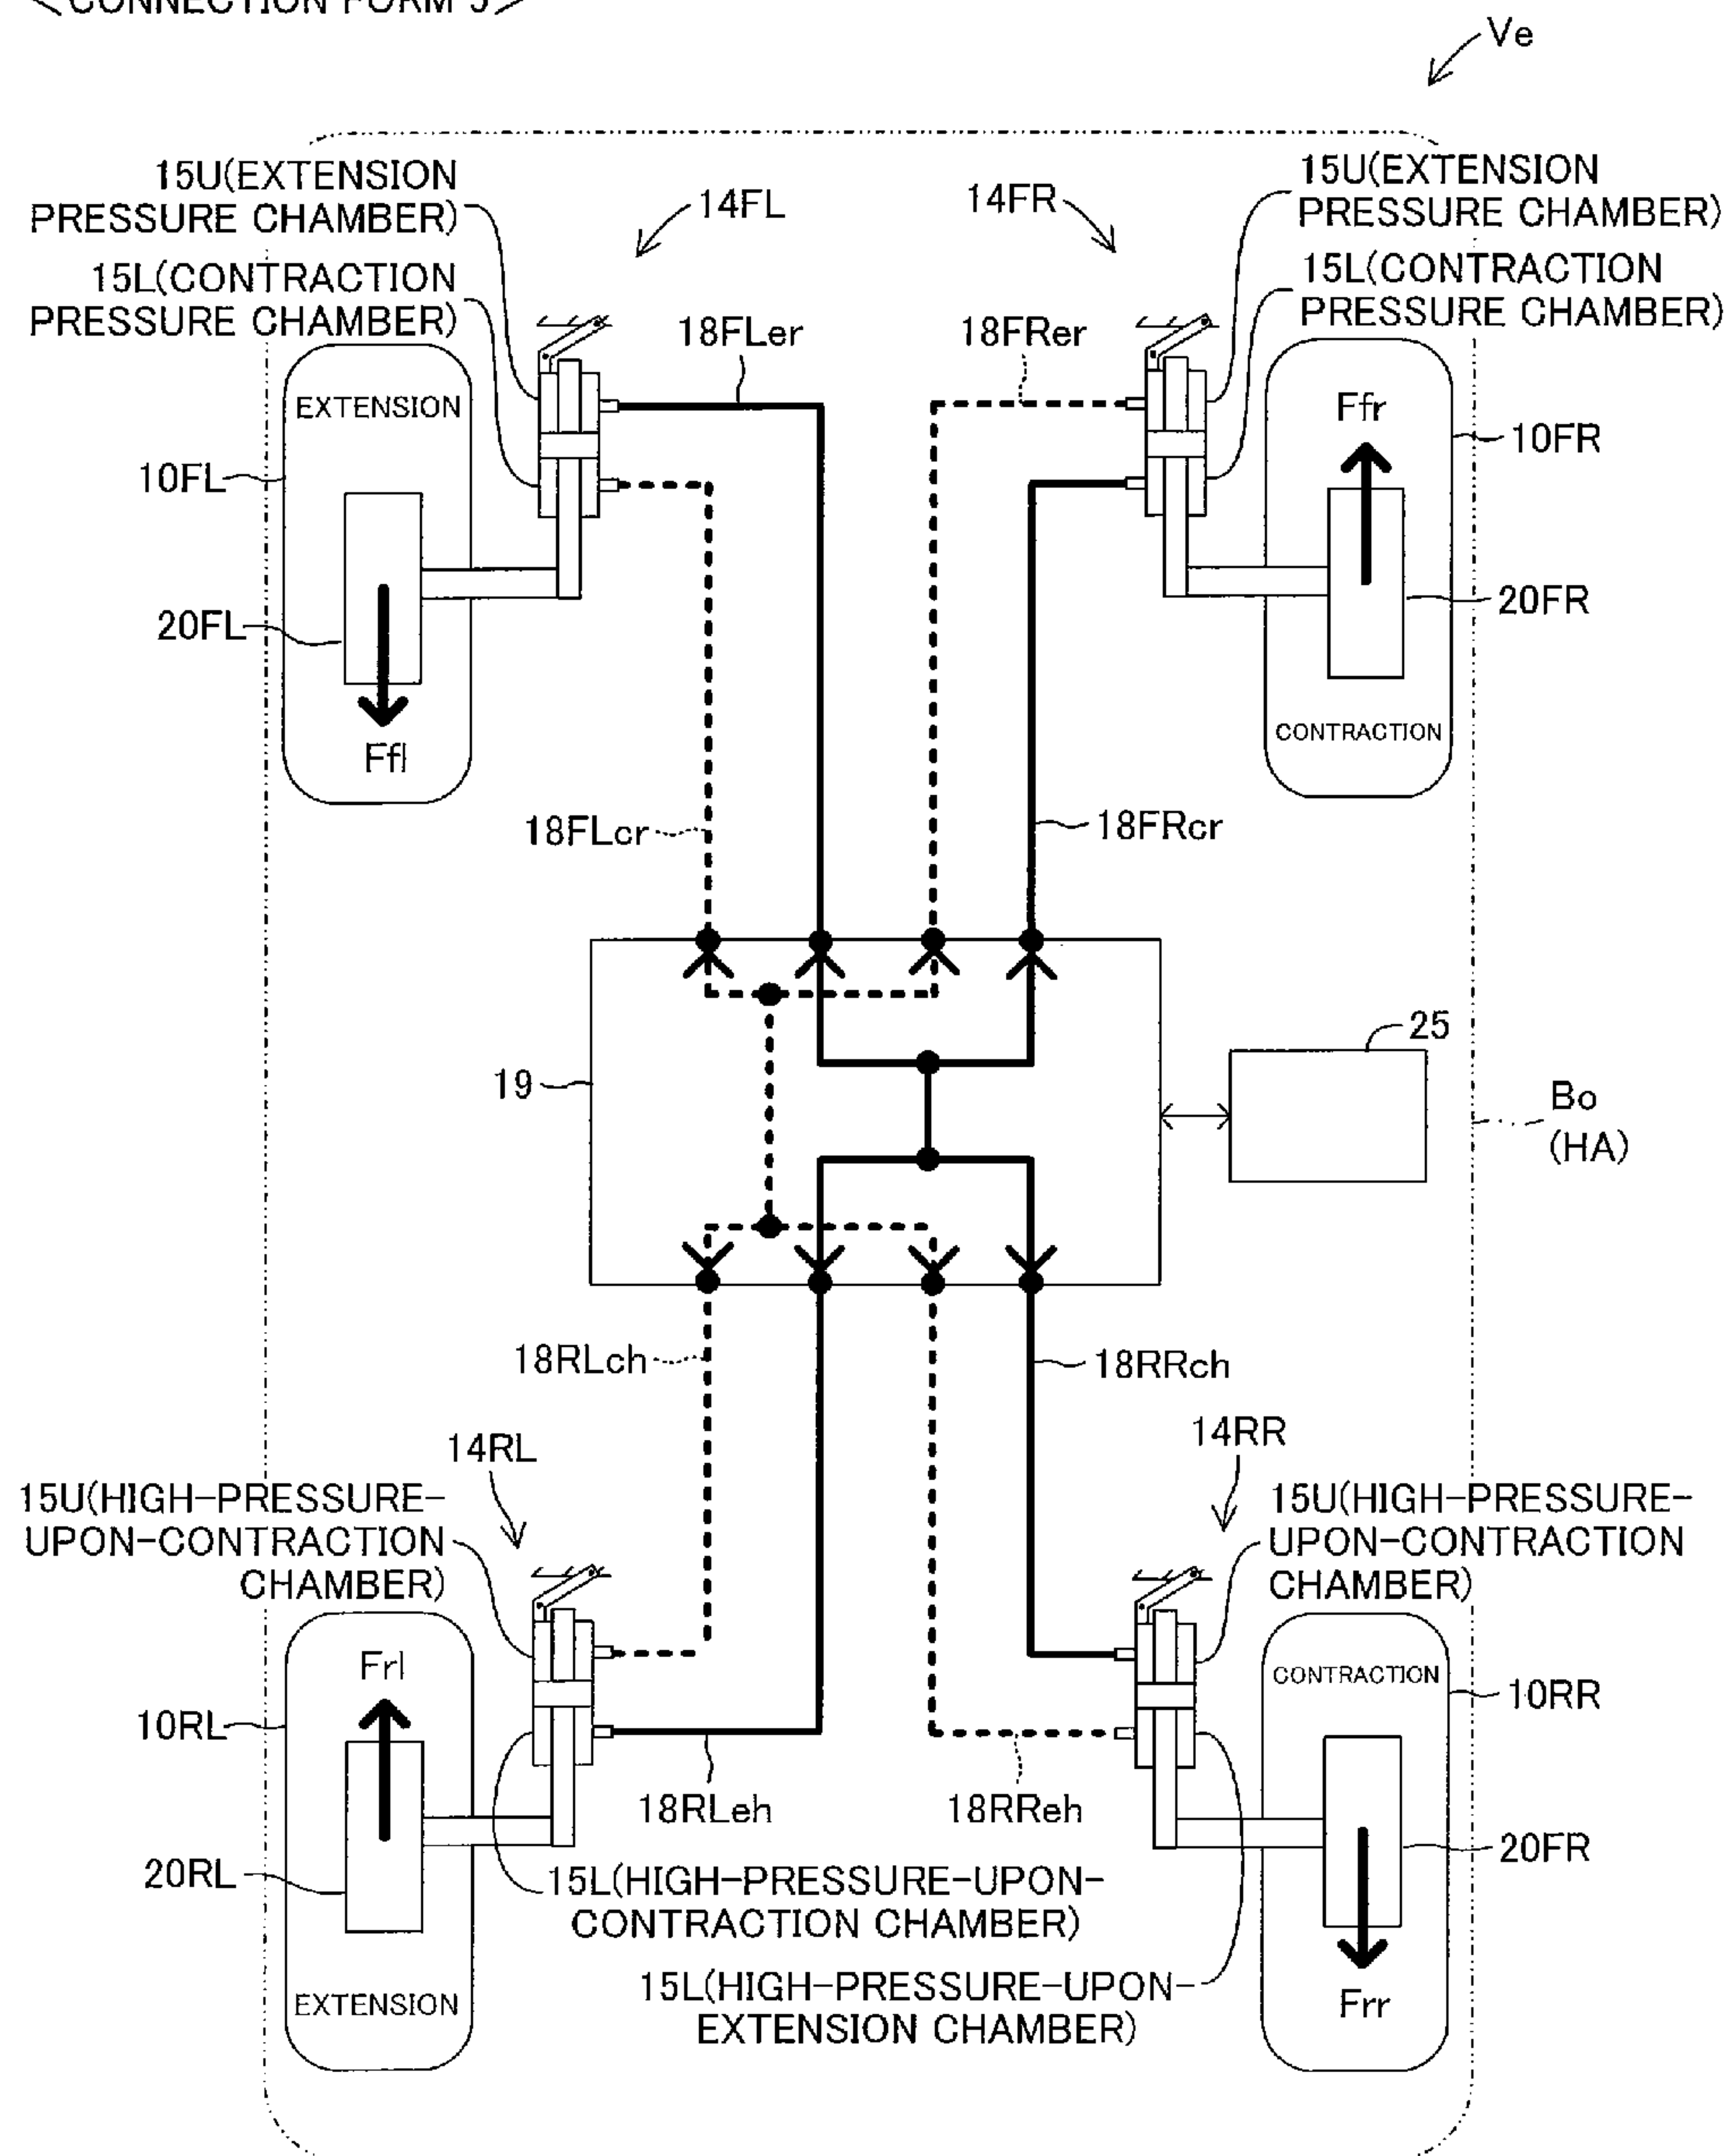 <CONNECTION FORM 5>
Ve
15U(EXTENSION
PRESSURE CHAMBER)
14FL
14FR
15U(EXTENSION
PRESSURE CHAMBER)
15L(CONTRACTION
PRESSURE CHAMBER)
15L(CONTRACTION
PRESSURE CHAMBER)
18FLer
18FRer
EXTENSION
Ffr
10FL
10FR
20FL
20FR
CONTRACTION
Ffl
18FLcr
18FRcr
25
19
Bo
(HA)
18RLch
18RRch
14RL
14RR
15U(HIGH-PRESSURE-
UPON-CONTRACTION
CHAMBER)
15U(HIGH-PRESSURE-
UPON-CONTRACTION
CHAMBER)
Frl
CONTRACTION
10RL
10RR
18RLeh
18RReh
20RL
20FR
15L(HIGH-PRESSURE-UPON-
CONTRACTION CHAMBER)
15L(HIGH-PRESSURE-UPON-
EXTENSION CHAMBER)
EXTENSION
Frr